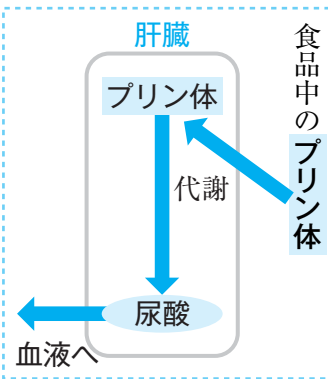 肝臓
食品中のプリン体
プリン体
代謝
尿酸
血液へ